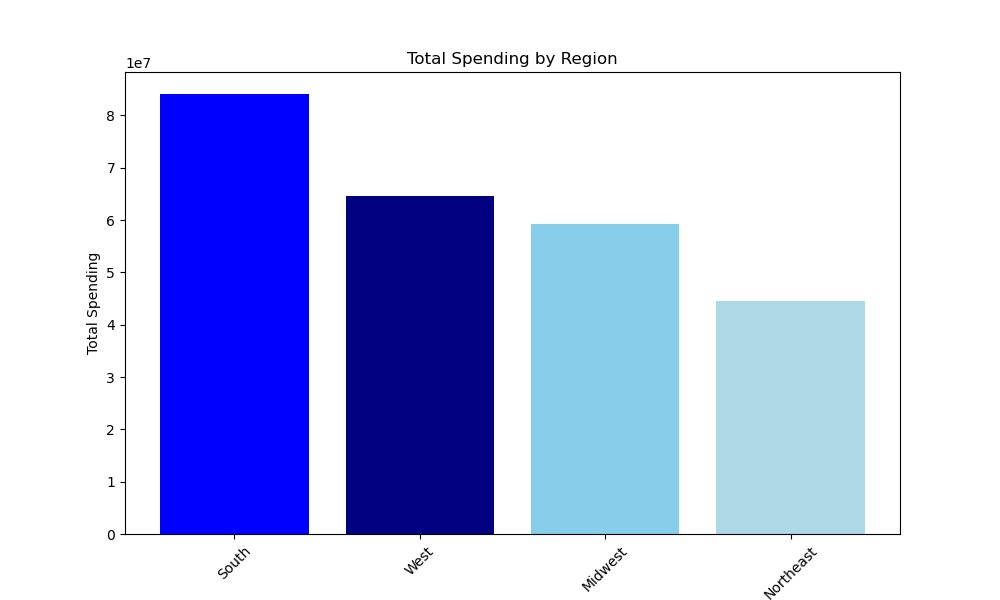 Total Spending by Region
1e7
Total Spending
8
7
6
5
4
3
2
1
0
South
West
Midwest
Northeast